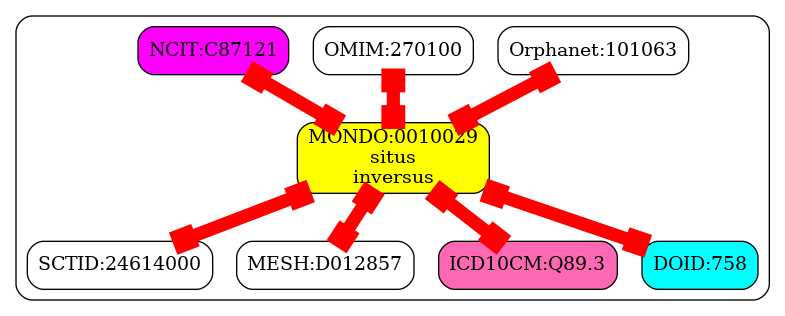 NCIT:C87121
OMIM:270100
Orphanet:101063
MONDO:0010029
situs
inversus
SCTID:24614000
MESH:D012857
ICD10CM:Q89.3
DOID:758